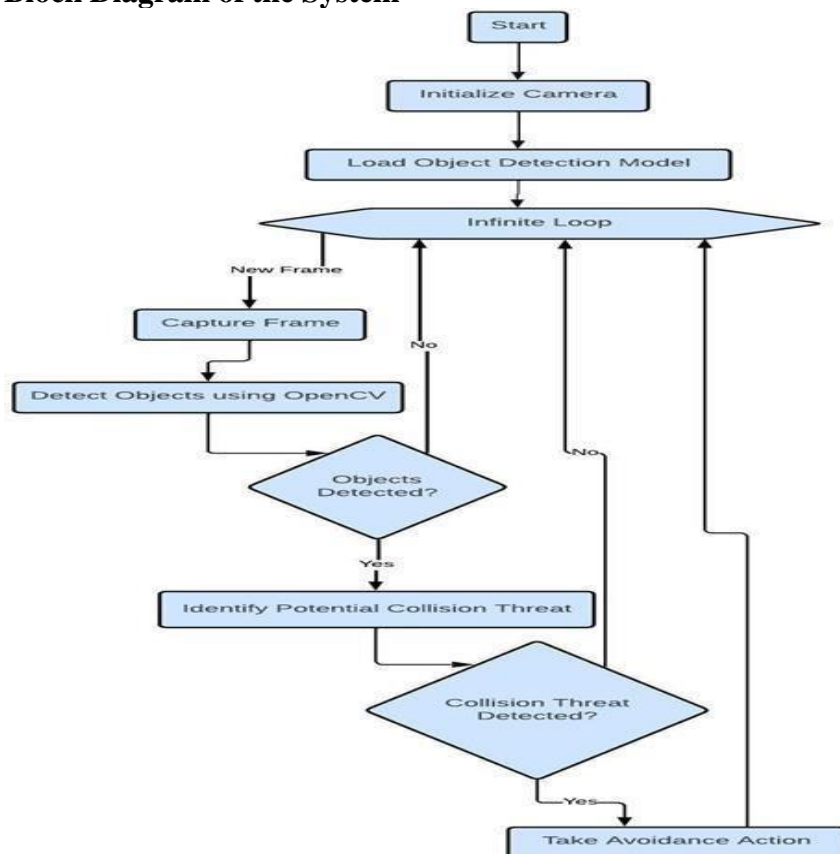 Block Diagram of the System
Start
Initialize Camera
Load Object Detection Model
Infinite Loop
New Frame
Capture Frame
No
Detect Objects using OpenCV
Objects
Detected?
No
Yes
Identify Potential Collision Threat
Collision Threat
Detected?
Yes
Take Avoidance Action